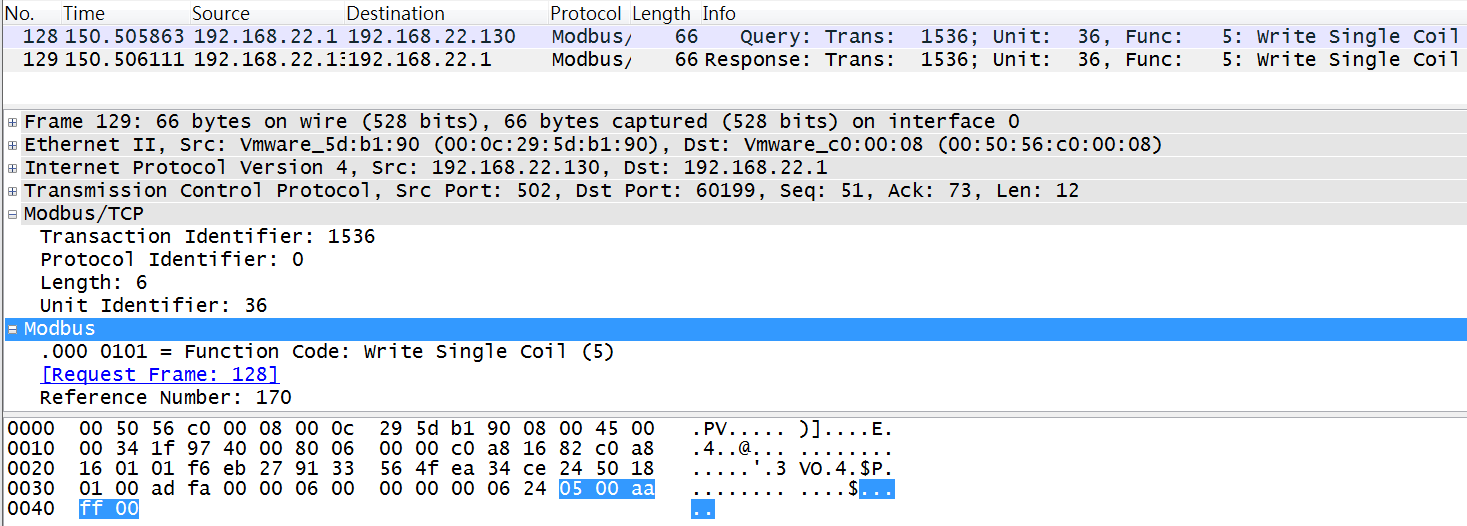 No. Time Source Destination Protocol Length Info
128 150.505863 192.168.22.1 192.168.22.130 Modbus/ 66 Query: Trans: 1536; Unit: 36, Func: 5: Write Single Coil
129 150.506111 192.168.22.13 192.168.22.1 Modbus/ 66 Response: Trans: 1536; Unit: 36, Func: 5: Write Single Coil
Frame 129: 66 bytes on wire (528 bits), 66 bytes captured (528 bits) on interface 0
Ethernet II, Src: Vmware_5d:b1:90 (00:0c:29:5d:b1:90), Dst: Vmware_c0:00:08 (00:50:56:c0:00:08)
Internet Protocol Version 4, Src: 192.168.22.130, Dst: 192.168.22.1
Transmission Control Protocol, Src Port: 502, Dst Port: 60199, Seq: 51, Ack: 73, Len: 12
Modbus/TCP
Transaction Identifier: 1536
Protocol Identifier: 0
Length: 6
Unit Identifier: 36
Modbus
.000 0101 = Function Code: Write Single Coil (5)
[Request Frame: 128]
Reference Number: 170
0000 00 50 56 c0 00 08 00 0c 29 5d b1 90 08 00 45 00 .PV..... )]....E.
0010 00 34 1f 97 40 00 80 06 00 00 c0 a8 16 82 c0 a8 .4..@... ........
0020 16 01 01 f6 eb 27 91 33 56 4f ea 34 ce 24 50 18 .....'.3 VO.4.$P.
0030 01 00 ad fa 00 00 06 00 00 00 00 06 24 05 00 aa ........ ....$...
0040 ff 00 ..